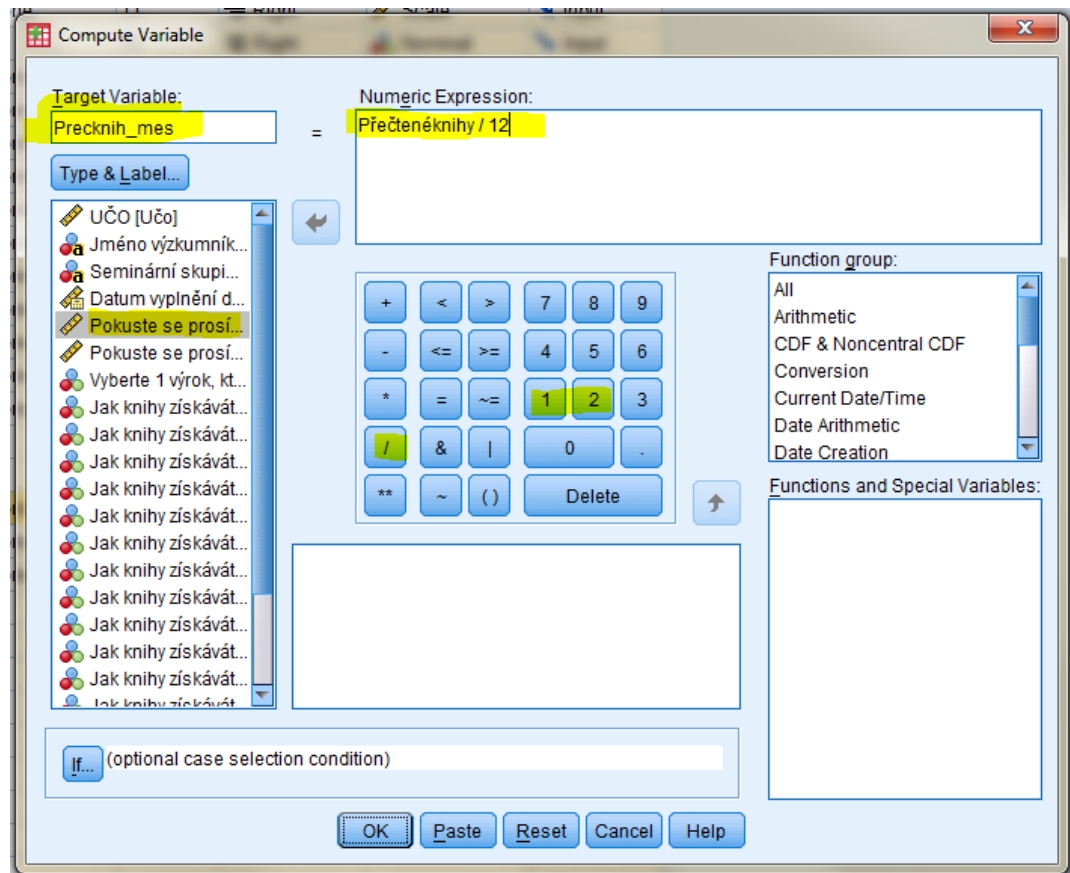 Compute Variable
Target Variable:
Precknih_mes
=
Numeric Expression:
Přečtenéknihy / 12
Type & Label...
UČO [Učo]
Jméno výzkumník...
Seminární skupi...
Datum vyplnění d...
Pokuste se prosí...
Pokuste se prosí...
Vyberte 1 výrok, kt...
Jak knihy získávát...
Jak knihy získávát...
Jak knihy získávát...
Jak knihy získávát...
Jak knihy získávát...
Jak knihy získávát...
Jak knihy získávát...
Jak knihy získávát...
Jak knihy získávát...
Jak knihy získávát...
Jak knihy získávát...
Jak knihy získávát
+ < > 7 8 9
- <= >= 4 5 6
* = ~= 1 2 3
/ & | 0 .
** ~ ( ) Delete
Function group:
All
Arithmetic
CDF & Noncentral CDF
Conversion
Current Date/Time
Date Arithmetic
Date Creation
Functions and Special Variables:
If... (optional case selection condition)
OK Paste Reset Cancel Help